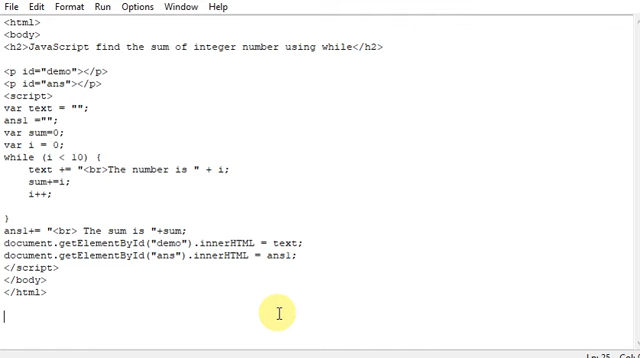 File Edit Format Run Options Window Help
<html>
<body>
<h2>JavaScript find the sum of integer number using while</h2>
<p id="demo"></p>
<p id="ans"></p>
<script>
var text = "";
ans1 ="";
var sum=0;
var i = 0;
while (i < 10) {
text += "<br>The number is " + i;
sum+=i;
i++;
}
ans1+= "<br> The sum is "+sum;
document.getElementById("demo").innerHTML = text;
document.getElementById("ans").innerHTML = ans1;
</script>
</body>
</html>
Ln: 25